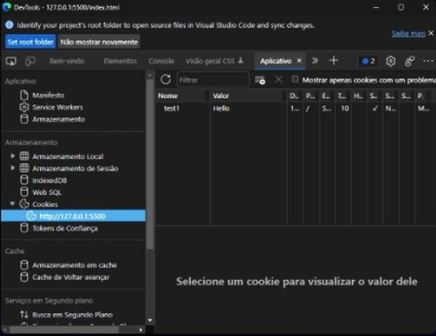 DevTools - 127.0.0.1:5500/index.html
Identify your project's root folder to open source files in Visual Studio Code and sync changes.
Saiba mais
Set root folder Não mostrar novamente
Bem-vindo Elementos Console Visão geral do CSS Aplicativo 2
Filtrar Mostrar apenas cookies com um problema
Aplicativo
Manifesto
Service Workers
Armazenamento
Armazenamento
Armazenamento Local
Armazenamento de Sessão
IndexedDB
Web SQL
Cookies
http://127.0.0.1:5500
Tokens de Confiança
Cache
Armazenamento em cache
Cache de Voltar-avançar
Serviços em Segundo plano
Busca em Segundo Plano
Nome Valor D.. P... E... T... H.. S... S... S... P...
test1 Hello 1... / S... 10 ✓ N... M...
Selecione um cookie para visualizar o valor dele